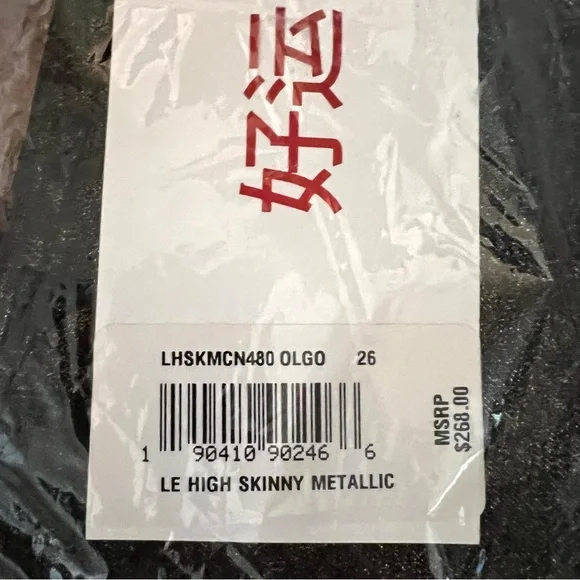 好运
LHSKMCN480 OLGO 26
1 90410 90246 6
LE HIGH SKINNY METALLIC
MSRP
$268.00